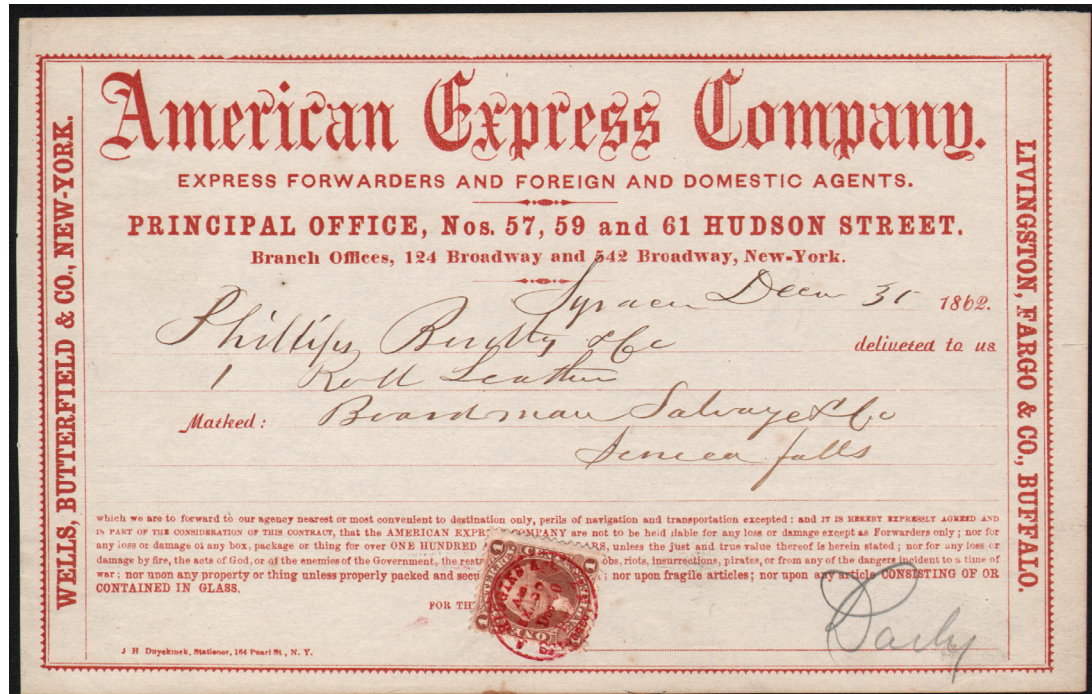 American Express Company.
EXPRESS FORWARDERS AND FOREIGN AND DOMESTIC AGENTS.
PRINCIPAL OFFICE, Nos. 57, 59 and 61 HUDSON STREET.
Branch Offices, 124 Broadway and 542 Broadway, New-York.
Decm 31 1862.
Phillips & Co delivered to us
1 Roll Leather
Marked: Boardman Salvage & Co
Seneca falls
which we are to forward to our agency nearest or most convenient to destination only, perils of navigation and transportation excepted: and IT IS HEREBY EXPRESSLY AGREED AND
IS PART OF THE CONSIDERATION OF THIS CONTRACT, that the AMERICAN EXPR COMPANY are not to be held liable for any loss or damage except as Forwarders only; nor for
any loss or damage of any box, package or thing for over ONE HUNDRED RS, unless the just and true value thereof is herein stated; nor for any loss or
damage by fire, the acts of God, or of the enemies of the Government, the rest obs, riots, insurrections, pirates, or from any of the dangers incident to a time of
war; nor upon any property or thing unless properly packed and secu ; nor upon fragile articles; nor upon any article CONSISTING OF OR
CONTAINED IN GLASS.
FOR TH
J H Duyckinck, Stationer, 164 Pearl St, N. Y.
WELLS, BUTTERFIELD & CO., NEW-YORK.
LIVINGSTON, FARGO & CO., BUFFALO.